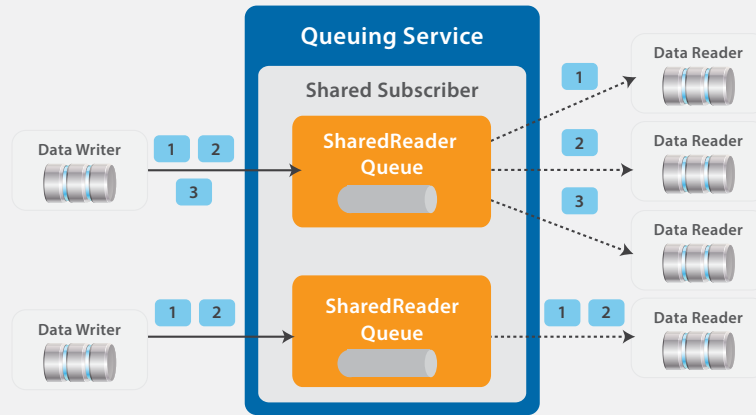 Queuing Service
Shared Subscriber
Data Writer
1 2
3
SharedReader
Queue
1
2
3
Data Reader
Data Reader
Data Reader
Data Writer
1 2
SharedReader
Queue
1 2
Data Reader